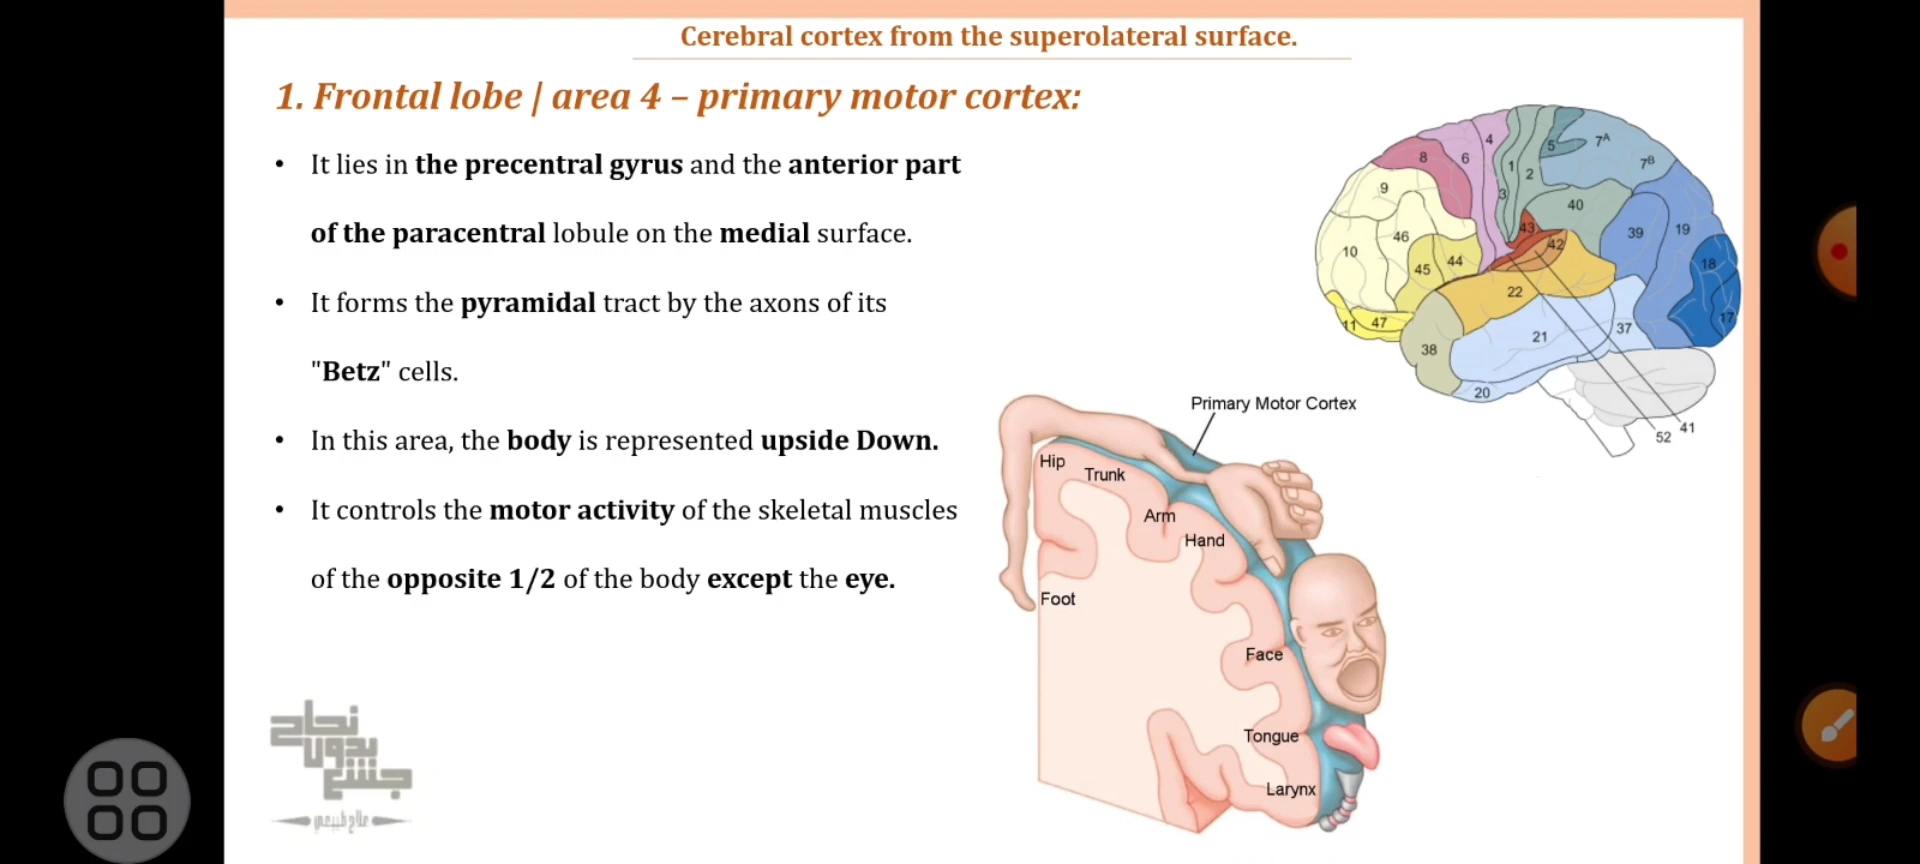 Cerebral cortex from the superolateral surface.
1. Frontal lobe | area 4 – primary motor cortex:
• It lies in the precentral gyrus and the anterior part
of the paracentral lobule on the medial surface.
• It forms the pyramidal tract by the axons of its
"Betz" cells.
• In this area, the body is represented upside Down.
• It controls the motor activity of the skeletal muscles
of the opposite 1/2 of the body except the eye.
4
8
6
5
7A
7B
1
2
3
9
40
46
43
42
39
19
10
45
44
18
22
11
47
21
37
17
38
20
52
41
Primary Motor Cortex
Hip
Trunk
Arm
Hand
Foot
Face
Tongue
Larynx
نجاح
بدون
جشع
علاج طبيعي